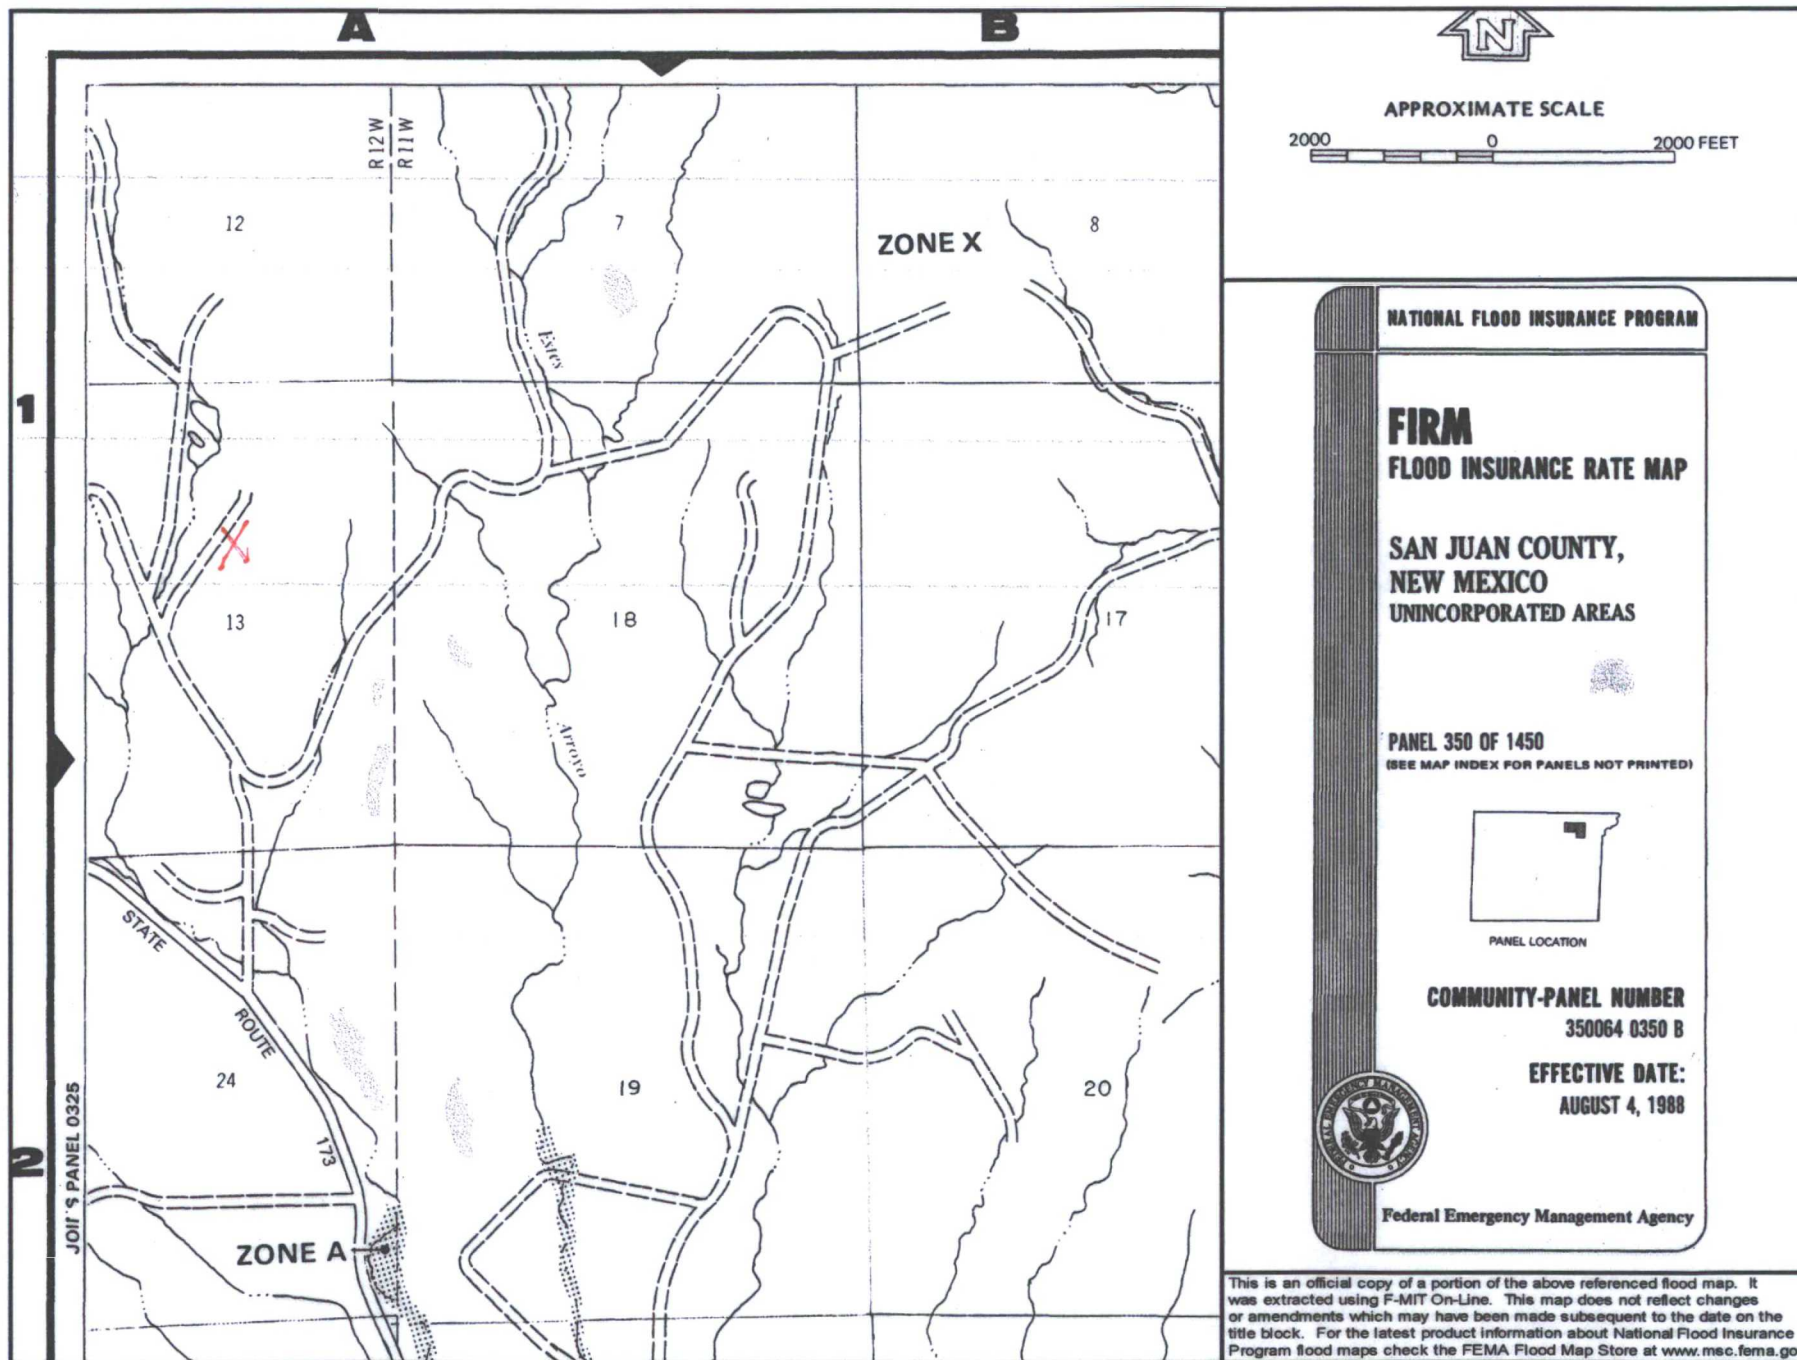 A
B
1
2
R12W
R11W
12
7
8
ZONE X
Estes
13
18
17
Arroyo
STATE
ROUTE
173
24
19
20
ZONE A
PANEL 0325
N
APPROXIMATE SCALE
2000 0 2000 FEET
NATIONAL FLOOD INSURANCE PROGRAM
FIRM
FLOOD INSURANCE RATE MAP
SAN JUAN COUNTY,
NEW MEXICO
UNINCORPORATED AREAS
PANEL 350 OF 1450
(SEE MAP INDEX FOR PANELS NOT PRINTED)
PANEL LOCATION
COMMUNITY-PANEL NUMBER
350064 0350 B
EFFECTIVE DATE:
AUGUST 4, 1988
FEDERAL EMERGENCY MANAGEMENT AGENCY
Federal Emergency Management Agency
This is an official copy of a portion of the above referenced flood map. It
was extracted using F-MIT On-Line. This map does not reflect changes
or amendments which may have been made subsequent to the date on the
title block. For the latest product information about National Flood Insurance
Program flood maps check the FEMA Flood Map Store at www.msc.fema.go